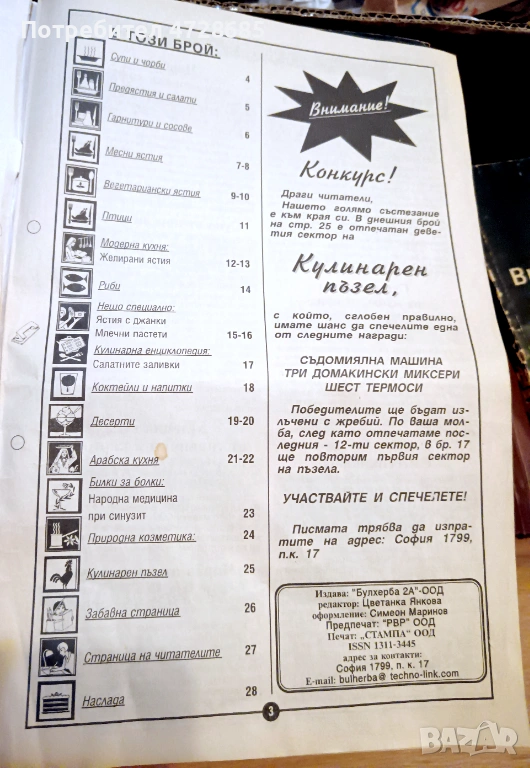 Потребител 4728685
ТОЗИ БРОЙ:
Супи и чорби 4
Предястия и салати 5
Гарнитури и сосове 6
Месни ястия 7-8
Вегетариански ястия 9-10
Птици 11
Модерна кухня:
Желирани ястия 12-13
Риби 14
Нещо специално:
Ястия с джанки
Млечни пастети 15-16
Кулинарна енциклопедия:
Салатните заливки 17
Коктейли и напитки 18
Десерти 19-20
Арабска кухня 21-22
Билки за болки:
Народна медицина
при синузит 23
Природна козметика: 24
Кулинарен пъзел 25
Забавна страница 26
Страница на читателите 27
Наслада 28
Внимание!
Конкурс!
Драги читатели,
Нашето голямо състезание
е към края си. В днешния брой
на стр. 25 е отпечатан деве-
тия сектор на
Кулинарен
пъзел,
с който, сглобен правилно,
имате шанс да спечелите една
от следните награди:
СЪДОМИЯЛНА МАШИНА
ТРИ ДОМАКИНСКИ МИКСЕРИ
ШЕСТ ТЕРМОСИ
Победителите ще бъдат из-
лъчени с жребий. По ваша мол-
ба, след като отпечатаме пос-
ледния - 12-ти сектор, в бр. 17
ще повторим първия сектор
на пъзела.
УЧАСТВАЙТЕ И СПЕЧЕЛЕТЕ!
Писмата трябва да изпра-
тите на адрес: София 1799,
п.к. 17
Издава: "Булхерба 2А"-ООД
редактор: Цветанка Янкова
оформление: Симеон Маринов
Предпечат: "РВР" ООД
Печат: „СТАМПА" ООД
ISSN 1311-3445
адрес за контакти:
София 1799, п. к. 17
E-mail: bulherba@ techno-link.com
3
В
BAZAR